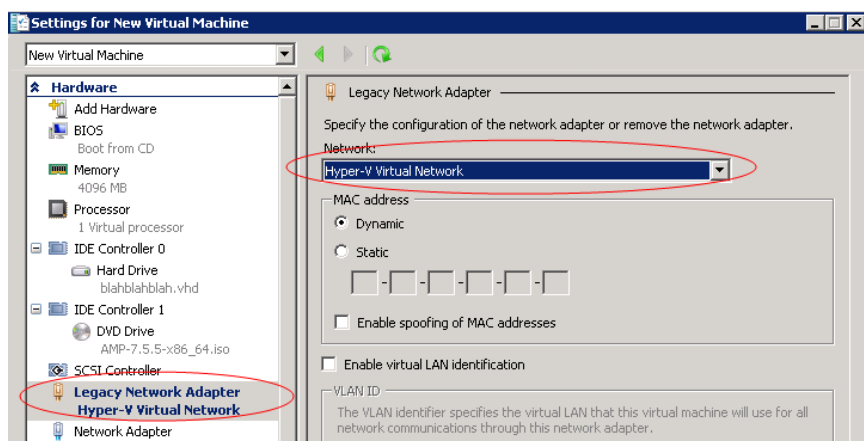 Settings for New Virtual Machine
New Virtual Machine
Hardware
Add Hardware
BIOS
Boot from CD
Memory
4096 MB
Processor
1 Virtual processor
IDE Controller 0
Hard Drive
blahblahblah.vhd
IDE Controller 1
DVD Drive
AMP-7.5.5-x86_64.iso
SCSI Controller
Legacy Network Adapter
Hyper-V Virtual Network
Network Adapter
Legacy Network Adapter
Specify the configuration of the network adapter or remove the network adapter.
Network:
Hyper-V Virtual Network
MAC address
Dynamic
Static
- - - - -
Enable spoofing of MAC addresses
Enable virtual LAN identification
VLAN ID
The VLAN identifier specifies the virtual LAN that this virtual machine will use for all
network communications through this network adapter.